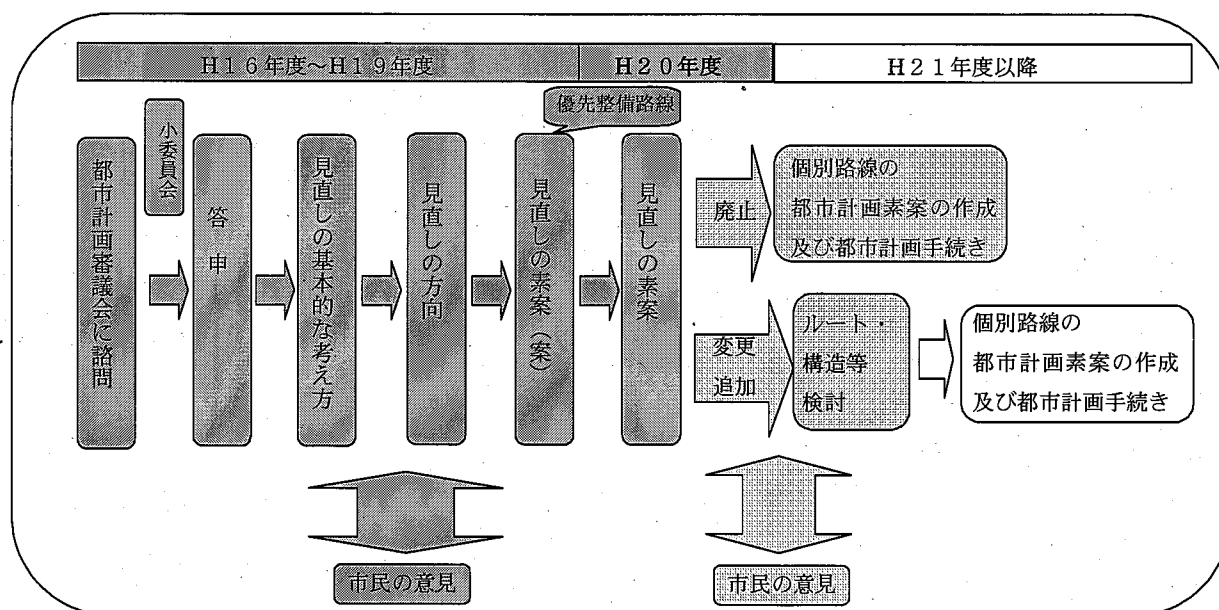 H16年度~H19年度
H20年度
H21年度以降
優先整備路線
小委員会
都市計画審議会に諮問
答申
見直しの基本的な考え方
見直しの方向
見直しの素案(案)
見直しの素案
廃止
個別路線の
都市計画素案の作成
及び都市計画手続き
変更
追加
ルート・
構造等
検討
個別路線の
都市計画素案の作成
及び都市計画手続き
市民の意見
市民の意見